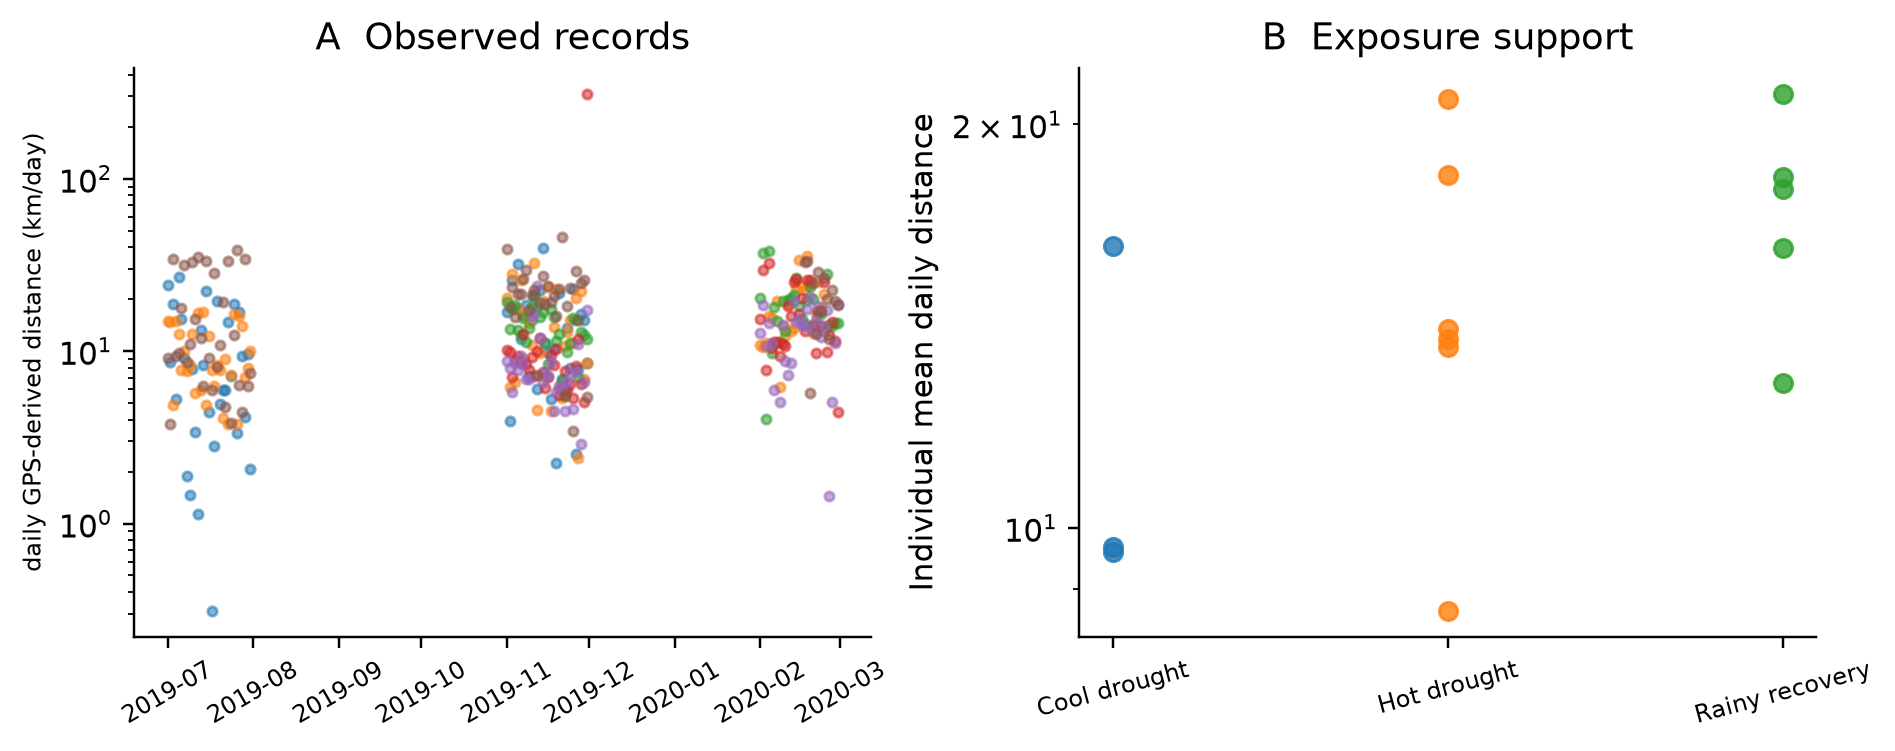 A  Observed records
daily GPS-derived distance (km/day)
10²
10¹
10⁰
2019-07
2019-08
2019-09
2019-10
2019-11
2019-12
2020-01
2020-02
2020-03
B  Exposure support
Individual mean daily distance
2 × 10¹
10¹
Cool drought
Hot drought
Rainy recovery